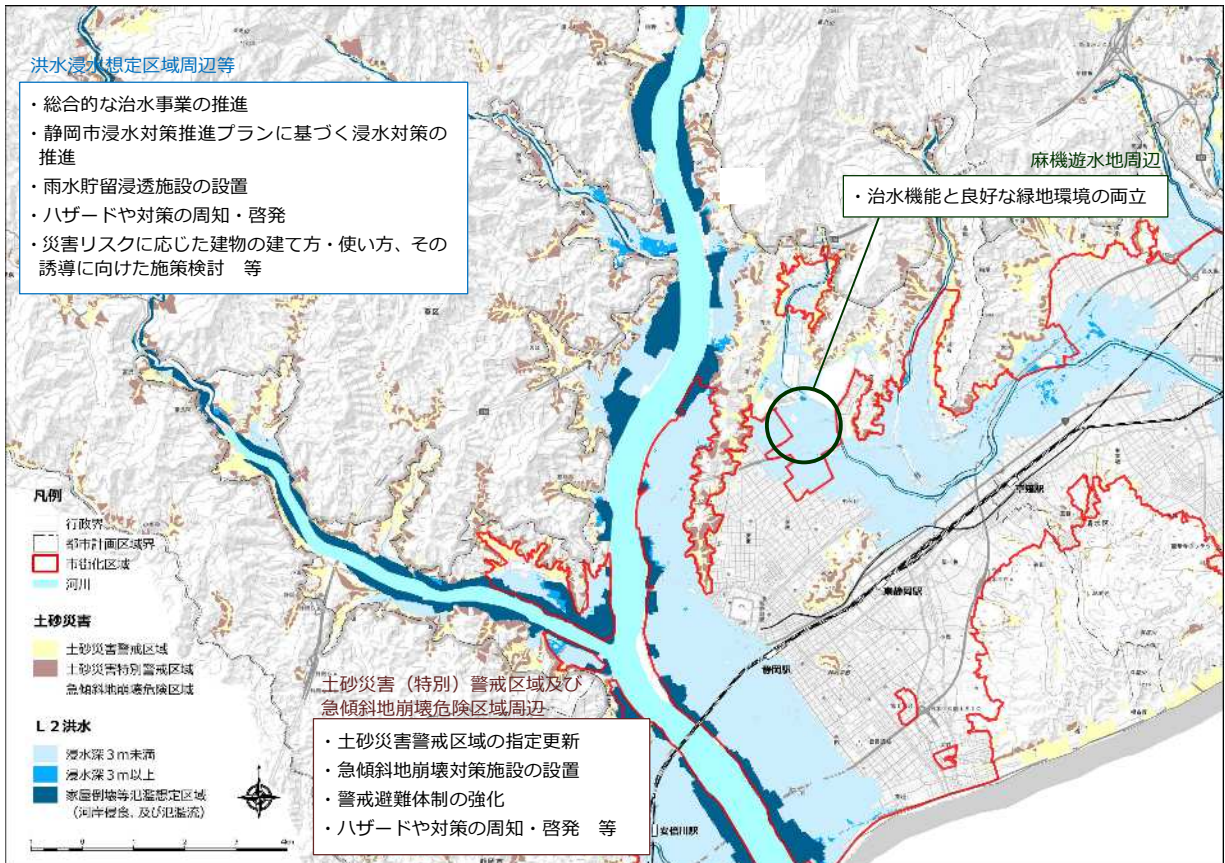 洪水浸水想定区域周辺等
・総合的な治水事業の推進
・静岡市浸水対策推進プランに基づく浸水対策の
推進
・雨水貯留浸透施設の設置
・ハザードや対策の周知・啓発
・災害リスクに応じた建物の建て方・使い方、その
誘導に向けた施策検討　等
麻機遊水地周辺
・治水機能と良好な緑地環境の両立
草薙駅
東静岡駅
静岡駅
安倍川駅
凡例
行政界
都市計画区域界
市街化区域
河川
土砂災害
土砂災害警戒区域
土砂災害特別警戒区域
急傾斜地崩壊危険区域
L２洪水
浸水深３m未満
浸水深３m以上
家屋倒壊等氾濫想定区域
（河岸侵食、及び氾濫流）
1 0 1 2 3 4km
土砂災害（特別）警戒区域及び
急傾斜地崩壊危険区域周辺
・土砂災害警戒区域の指定更新
・急傾斜地崩壊対策施設の設置
・警戒避難体制の強化
・ハザードや対策の周知・啓発　等